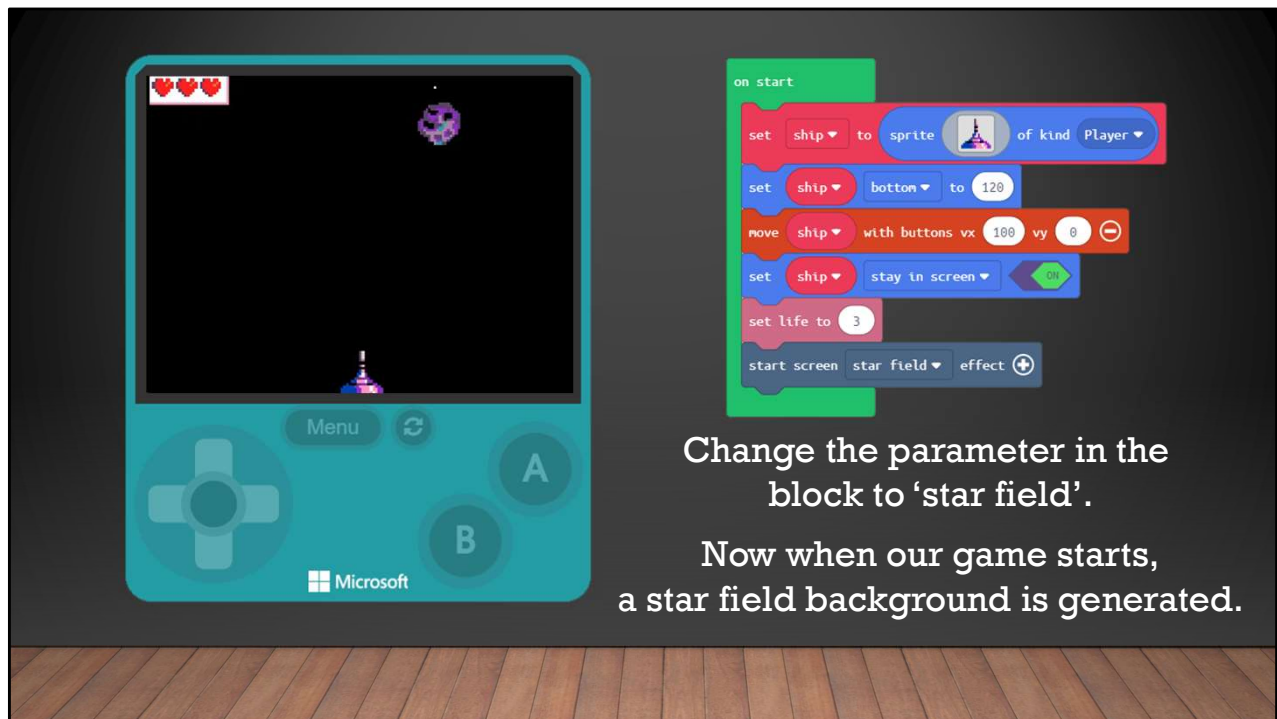 on start
set ship to sprite of kind Player
set ship bottom to 120
move ship with buttons vx 100 vy 0
set ship stay in screen ON
set life to 3
start screen star field effect
Menu
A
B
Microsoft
Change the parameter in the
block to ‘star field’.
Now when our game starts,
a star field background is generated.